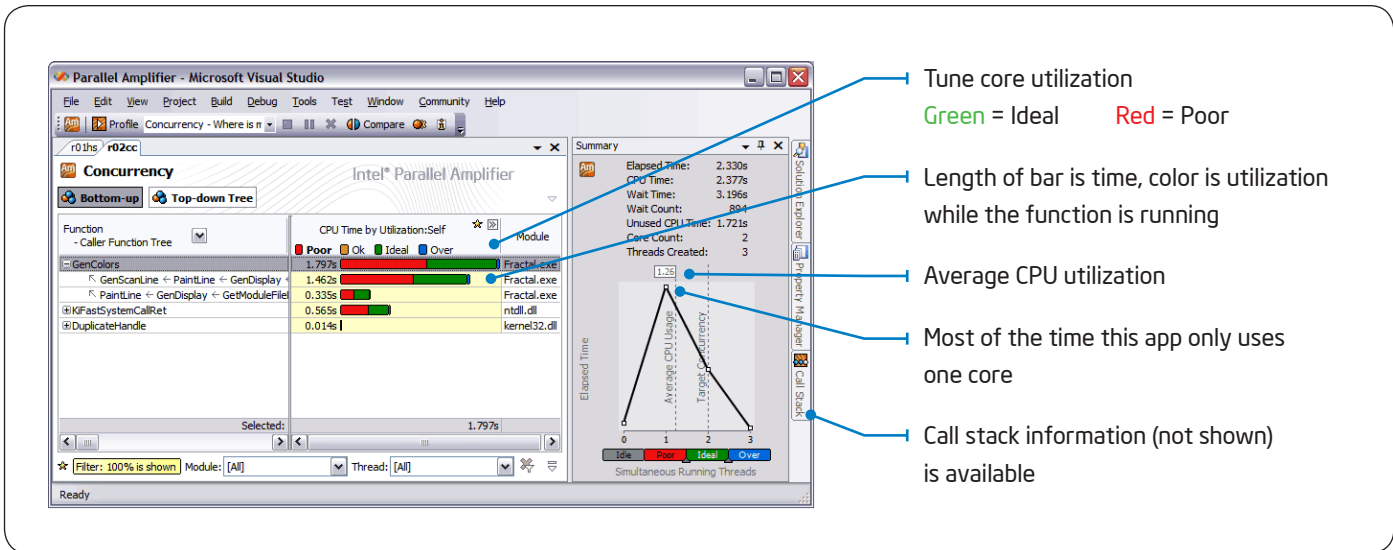 Parallel Amplifier - Microsoft Visual Studio
File Edit View Project Build Debug Tools Test Window Community Help
Profile Concurrency - Where is m Compare
r01hs r02cc
Concurrency
Intel® Parallel Amplifier
Bottom-up Top-down Tree
Function
- Caller Function Tree
CPU Time by Utilization:Self
Poor Ok Ideal Over
Module
GenColors 1.797s Fractal.exe
GenScanLine ← PaintLine ← GenDisplay 1.462s Fractal.exe
PaintLine ← GenDisplay ← GetModuleFileI 0.335s Fractal.exe
KiFastSystemCallRet 0.565s ntdll.dll
DuplicateHandle 0.014s kernel32.dll
Selected: 1.797s
Filter: 100% is shown Module: [All] Thread: [All]
Ready
Summary
Elapsed Time: 2.330s
CPU Time: 2.377s
Wait Time: 3.196s
Wait Count: 894
Unused CPU Time: 1.721s
Core Count: 2
Threads Created: 3
1.26
Elapsed Time
Average CPU Usage
Target Concurrency
0 1 2 3
Idle Poor Ideal Over
Simultaneous Running Threads
Solution Explorer
Property Manager
Call Stack
Tune core utilization
Green = Ideal Red = Poor
Length of bar is time, color is utilization
while the function is running
Average CPU utilization
Most of the time this app only uses
one core
Call stack information (not shown)
is available